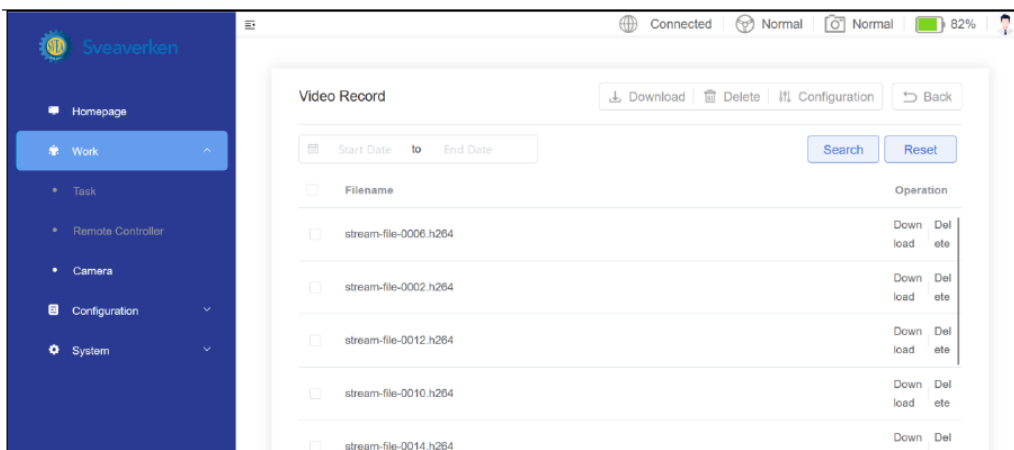 Connected Normal Normal 82%
Sveaverken
Homepage
Work
Task
Remote Controller
Camera
Configuration
System
Video Record
Download Delete Configuration Back
Start Date to End Date
Search Reset
Filename Operation
stream-file-0006.h264
Down Del
load ete
stream-file-0002.h264
Down Del
load ete
stream-file-0012.h264
Down Del
load ete
stream-file-0010.h264
Down Del
load ete
stream-file-0014.h264
Down Del